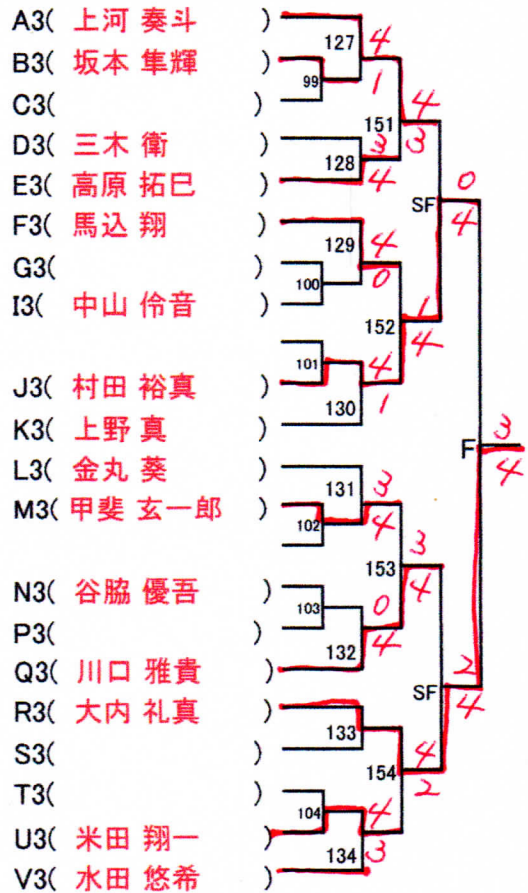 A3( 上河 奏斗 )
127
4
B3( 坂本 隼輝 )
99
1
C3( )
151
4
3
D3( 三木 衛 )
128
3
4
E3( 高原 拓巳 )
SF
0
4
F3( 馬込 翔 )
129
4
0
G3( )
100
I3( 中山 伶音 )
152
1
4
101
4
1
J3( 村田 裕真 )
130
K3( 上野 真 )
F
3
4
L3( 金丸 葵 )
131
3
4
M3( 甲斐 玄一郎 )
102
153
3
4
N3( 谷脇 優吾 )
103
0
4
P3( )
132
Q3( 川口 雅貴 )
SF
2
4
R3( 大内 礼真 )
133
S3( )
154
4
2
T3( )
104
4
3
U3( 米田 翔一 )
134
V3( 水田 悠希 )